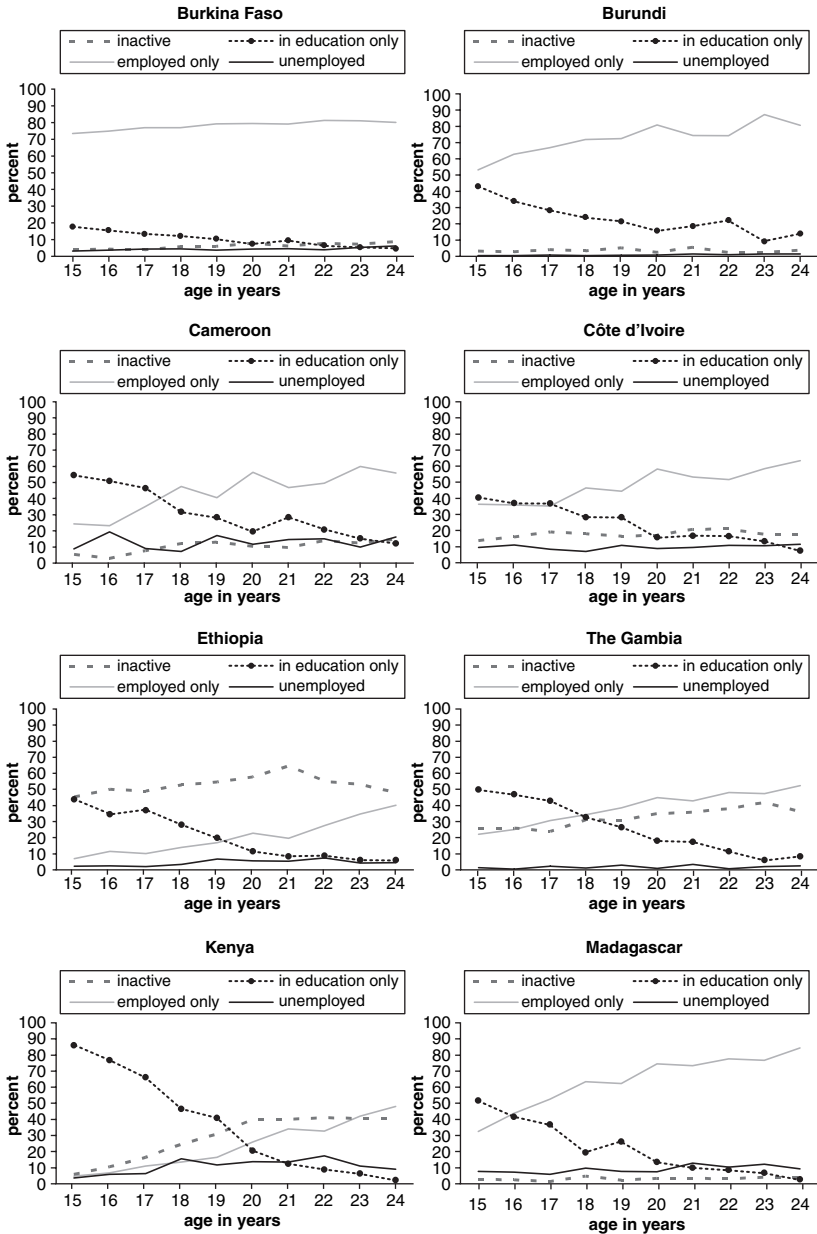 Burkina Faso
inactive in education only
employed only unemployed
100
90
80
70
60
50
40
30
20
10
0
percent
15 16 17 18 19 20 21 22 23 24
age in years
Burundi
inactive in education only
employed only unemployed
100
90
80
70
60
50
40
30
20
10
0
percent
15 16 17 18 19 20 21 22 23 24
age in years
Cameroon
inactive in education only
employed only unemployed
100
90
80
70
60
50
40
30
20
10
0
percent
15 16 17 18 19 20 21 22 23 24
age in years
Côte d’Ivoire
inactive in education only
employed only unemployed
100
90
80
70
60
50
40
30
20
10
0
percent
15 16 17 18 19 20 21 22 23 24
age in years
Ethiopia
inactive in education only
employed only unemployed
100
90
80
70
60
50
40
30
20
10
0
percent
15 16 17 18 19 20 21 22 23 24
age in years
The Gambia
inactive in education only
employed only unemployed
100
90
80
70
60
50
40
30
20
10
0
percent
15 16 17 18 19 20 21 22 23 24
age in years
Kenya
inactive in education only
employed only unemployed
100
90
80
70
60
50
40
30
20
10
0
percent
15 16 17 18 19 20 21 22 23 24
age in years
Madagascar
inactive in education only
employed only unemployed
100
90
80
70
60
50
40
30
20
10
0
percent
15 16 17 18 19 20 21 22 23 24
age in years